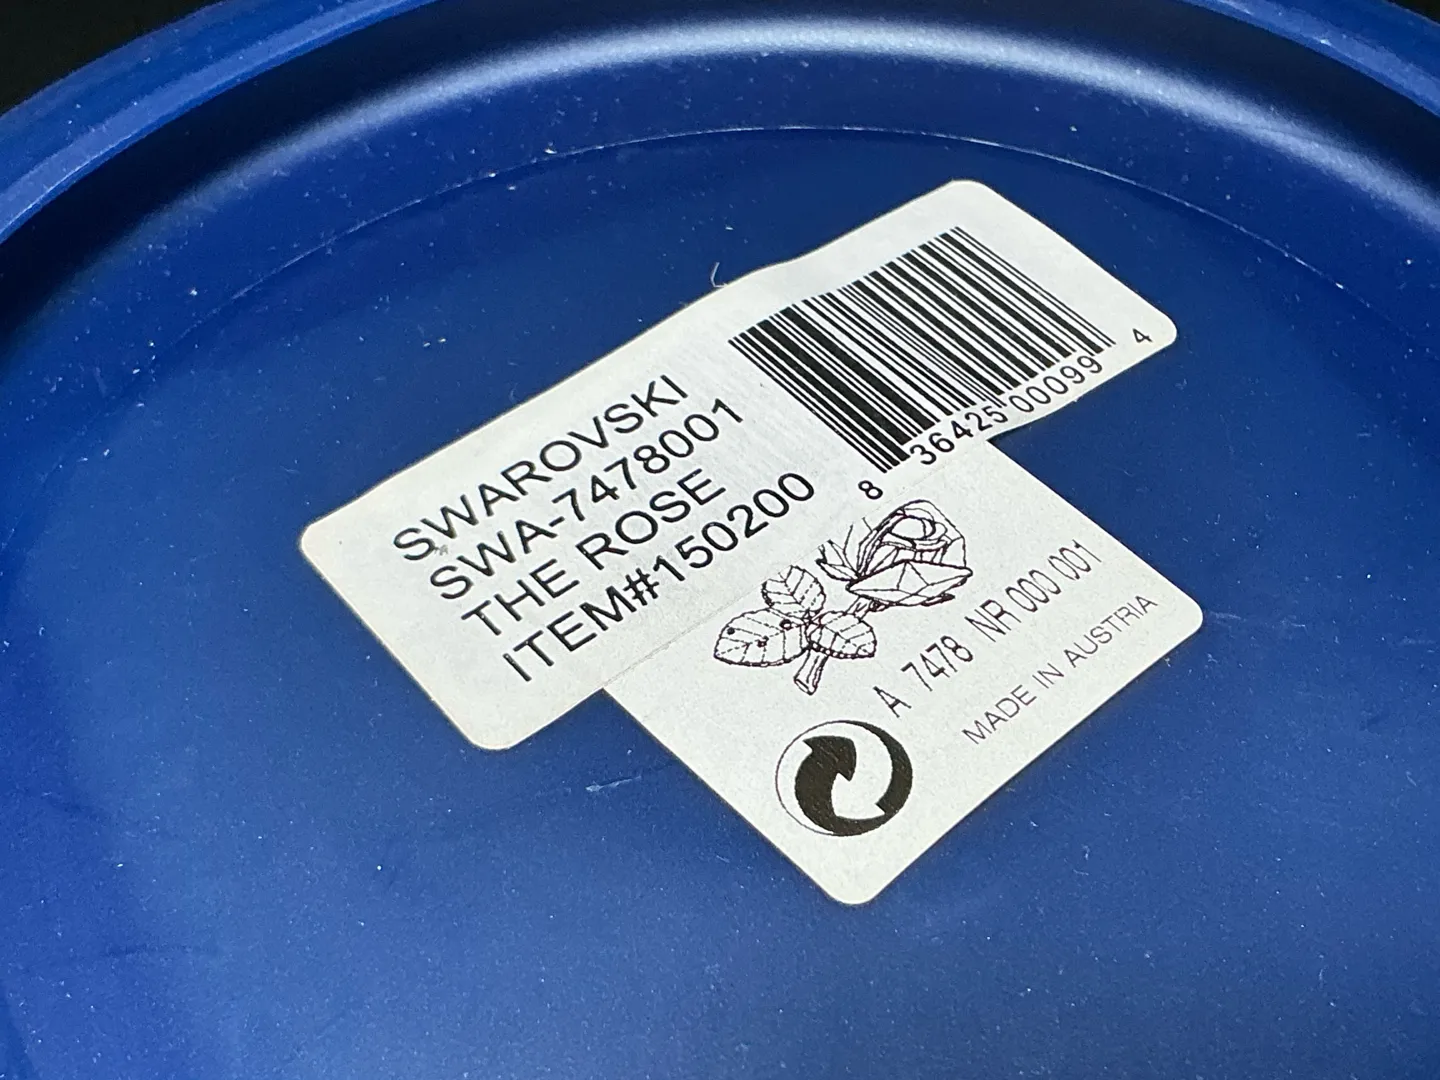 SWAROVSKI
SWA-7478001
THE ROSE
ITEM#150200
8 36425 00099 4
A 7478 NR 000 001
MADE IN AUSTRIA